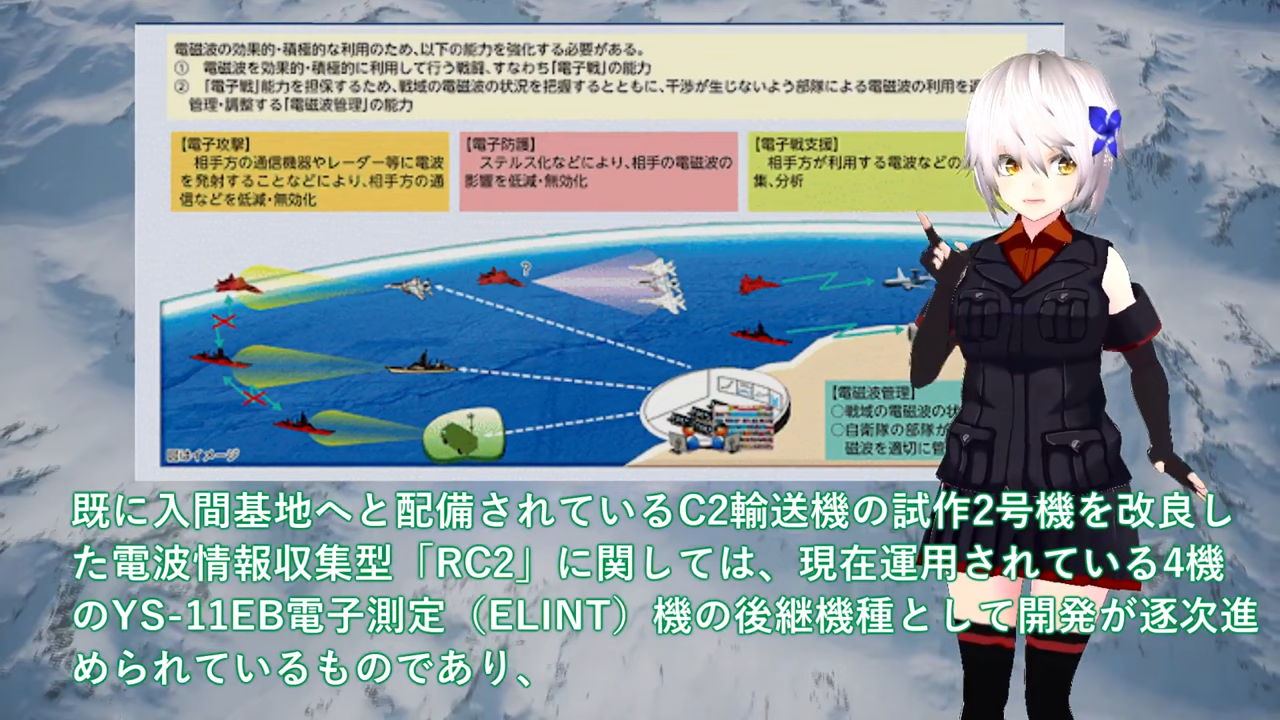 電磁波の効果的・積極的な利用のため、以下の能力を強化する必要がある。
① 電磁波を効果的・積極的に利用して行う戦闘、すなわち「電子戦」の能力
② 「電子戦」能力を担保するため、戦域の電磁波の状況を把握するとともに、干渉が生じないよう部隊による電磁波の利用を
管理・調整する「電磁波管理」の能力
【電子攻撃】
相手方の通信機器やレーダー等に電波
を発射することなどにより、相手方の通
信などを低減・無効化
【電子防護】
ステルス化などにより、相手の電磁波の
影響を低減・無効化
【電子戦支援】
相手方が利用する電波などの
集、分析
?
【電磁波管理】
○戦域の電磁波の状
○自衛隊の部隊が
磁波を適切に管
図はイメージ
既に入間基地へと配備されているC2輸送機の試作2号機を改良し
た電波情報収集型「RC2」に関しては、現在運用されている4機
のYS-11EB電子測定（ELINT）機の後継機種として開発が逐次進
められているものであり、